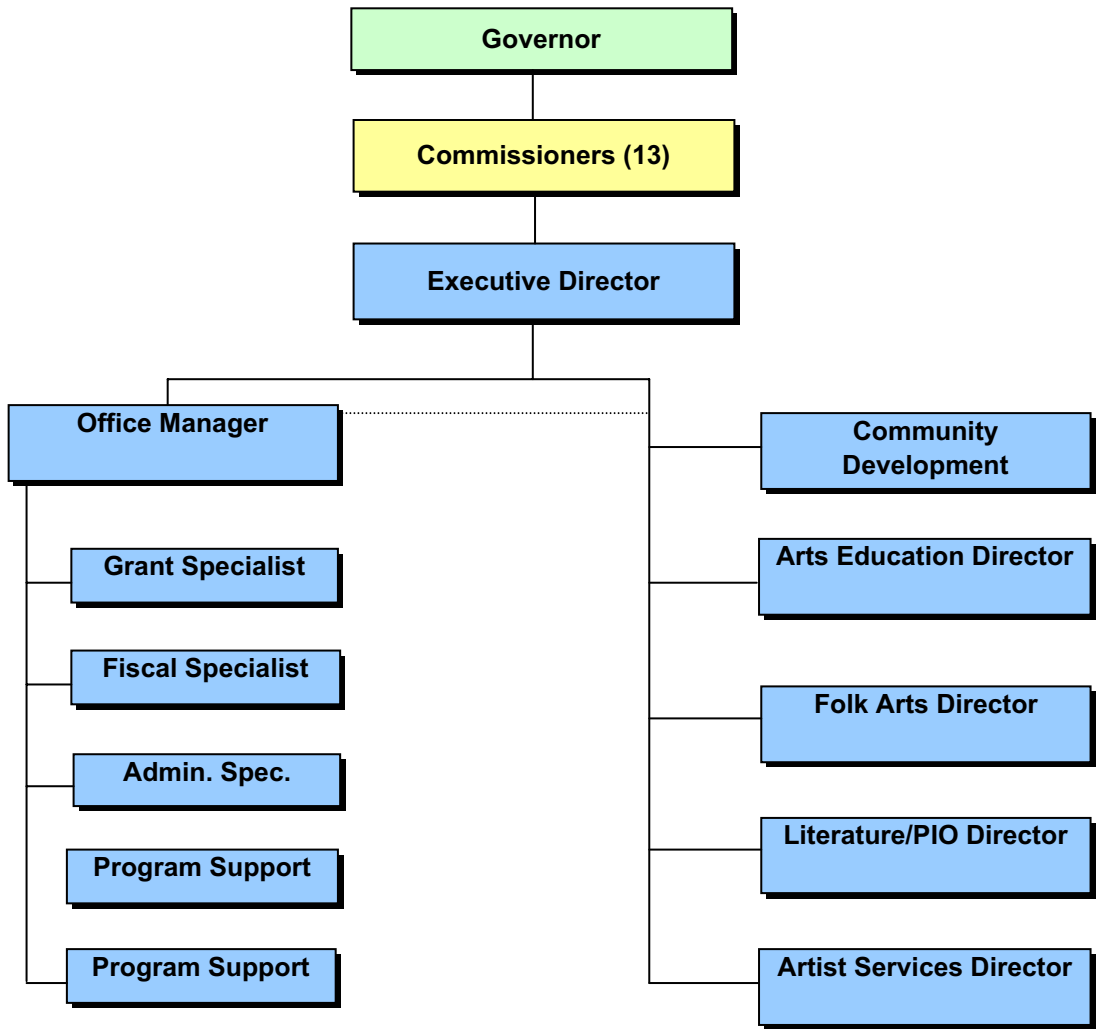 Governor
Commissioners (13)
Executive Director
Office Manager
Grant Specialist
Fiscal Specialist
Admin. Spec.
Program Support
Program Support
Community
Development
Arts Education Director
Folk Arts Director
Literature/PIO Director
Artist Services Director